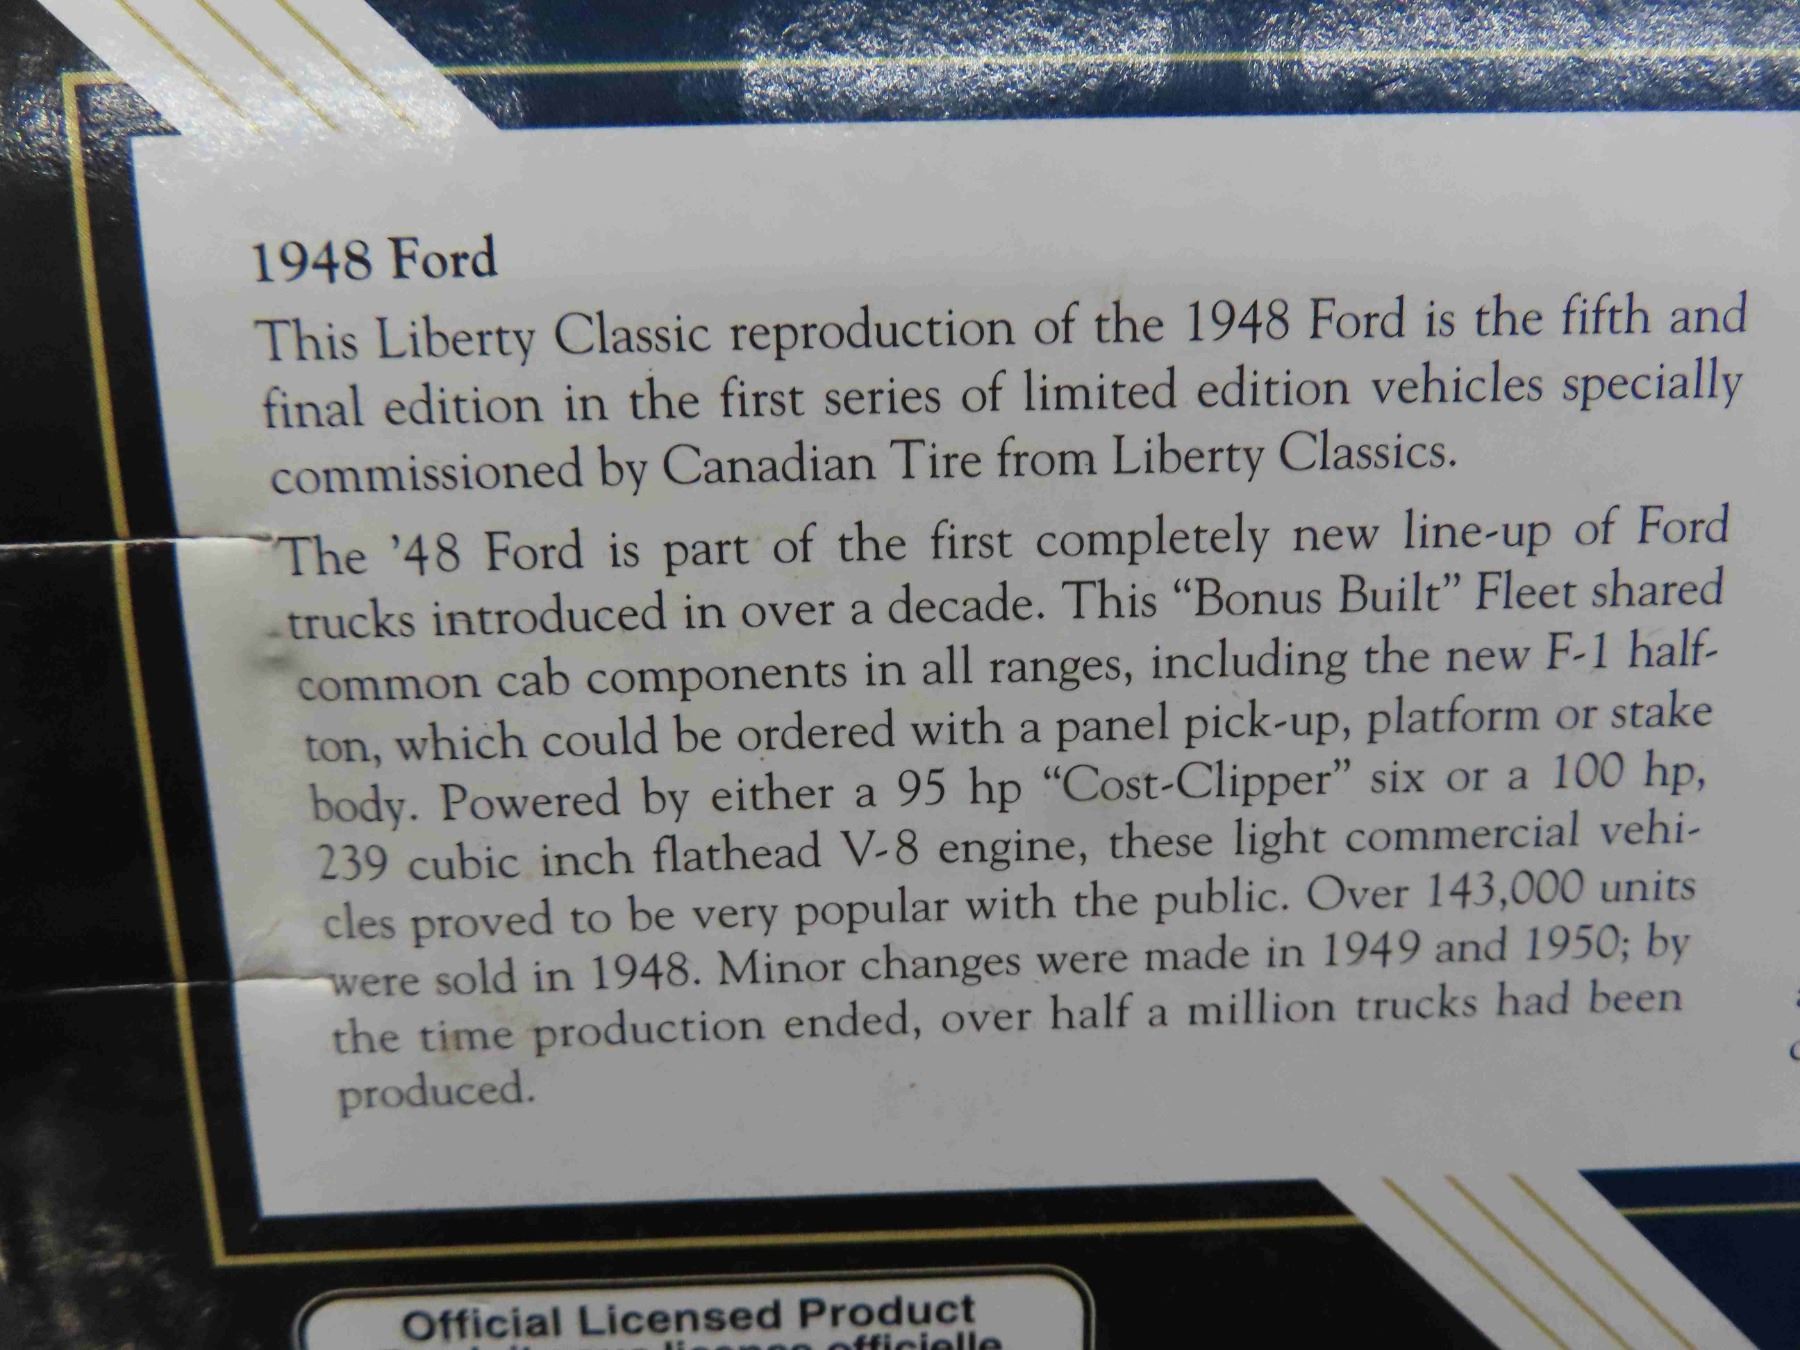 1948 Ford
This Liberty Classic reproduction of the 1948 Ford is the fifth and
final edition in the first series of limited edition vehicles specially
commissioned by Canadian Tire from Liberty Classics.
The '48 Ford is part of the first completely new line-up of Ford
trucks introduced in over a decade. This “Bonus Built” Fleet shared
common cab components in all ranges, including the new F-1 half-
ton, which could be ordered with a panel pick-up, platform or stake
body. Powered by either a 95 hp “Cost-Clipper” six or a 100 hp,
239 cubic inch flathead V-8 engine, these light commercial vehi-
cles proved to be very popular with the public. Over 143,000 units
were sold in 1948. Minor changes were made in 1949 and 1950; by
the time production ended, over half a million trucks had been
produced.
Official Licensed Product
officielle